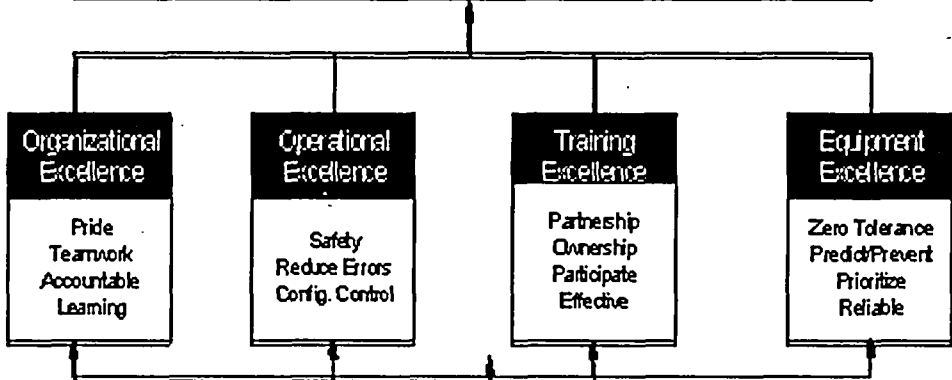 Organizational
Excellence
Pride
Teamwork
Accountable
Learning
Operational
Excellence
Safety
Reduce Errors
Config. Control
Training
Excellence
Partnership
Ownership
Participate
Effective
Equipment
Excellence
Zero Tolerance
Predict/Prevent
Prioritize
Reliable